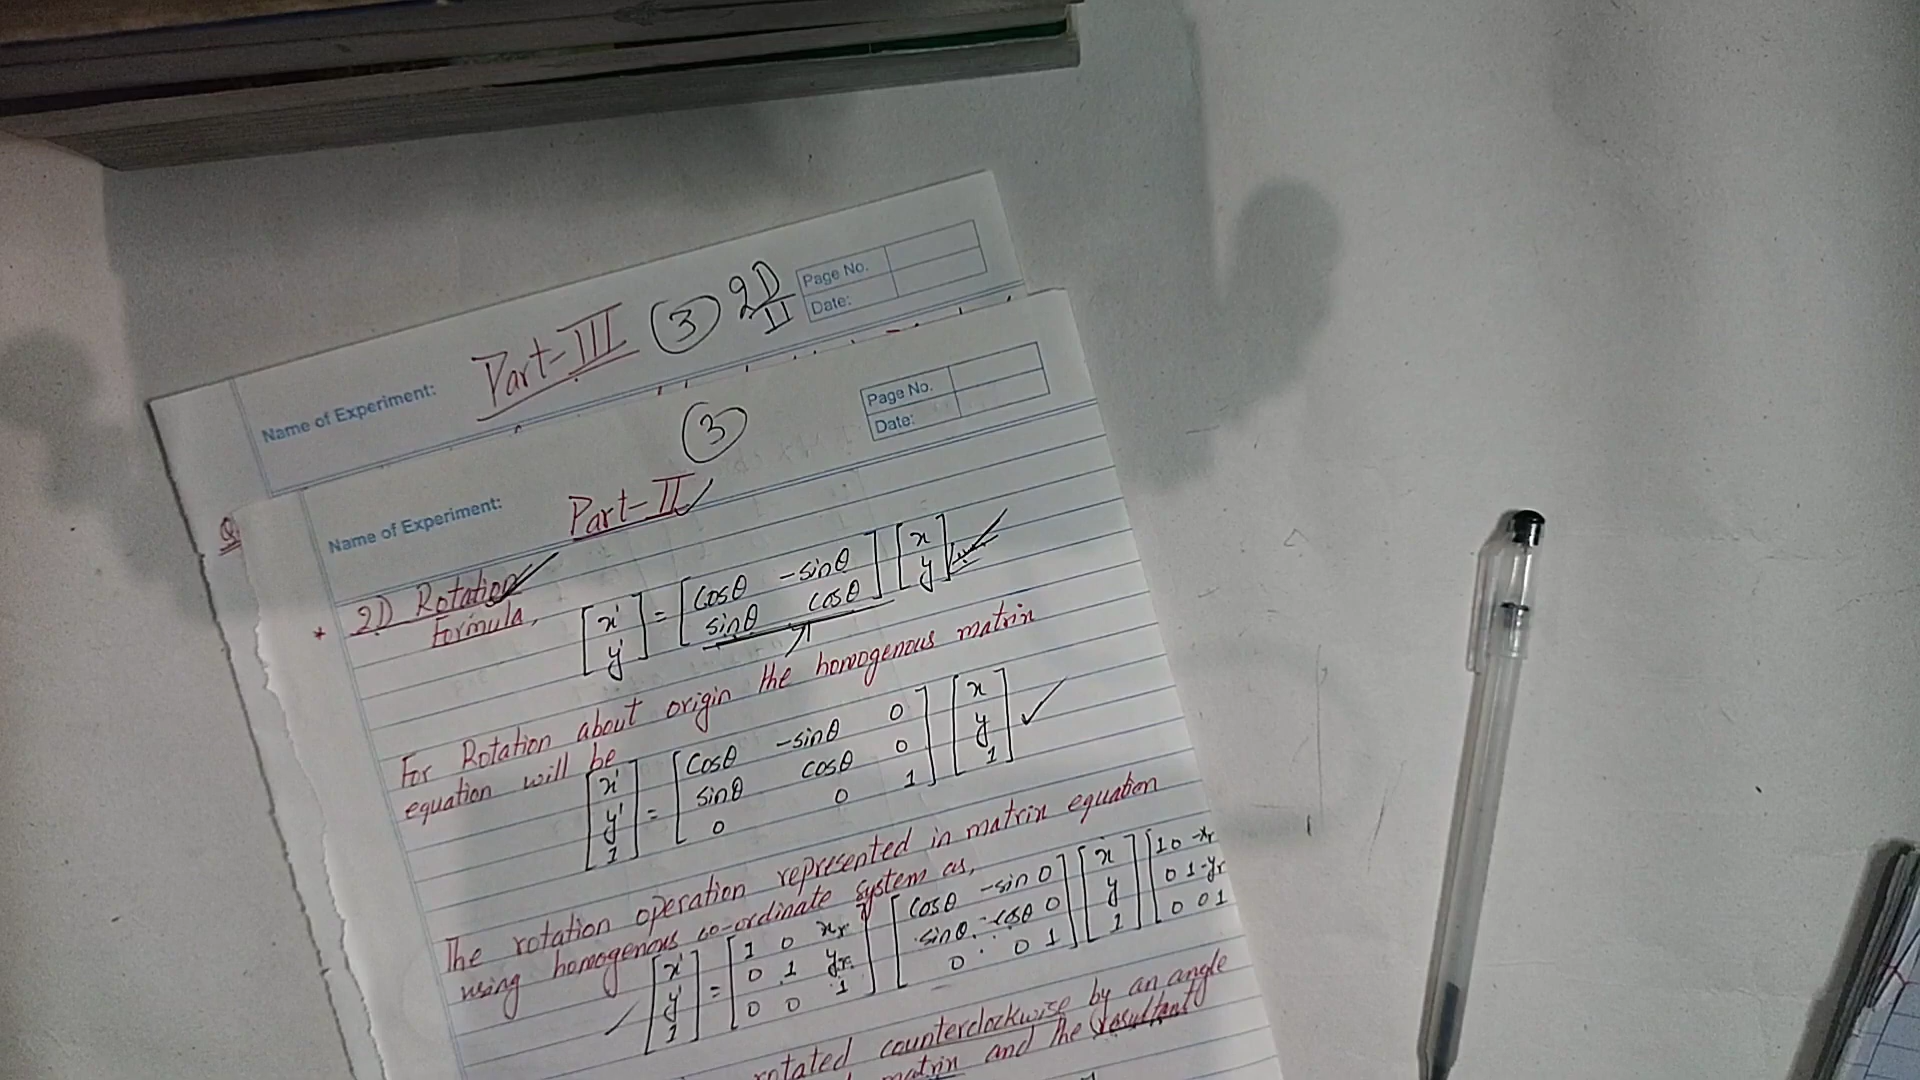 Part-III ③ 2D/II
Page No.
Date:
Name of Experiment:
③
Page No.
Date:
Name of Experiment: Part-II
Q
* 2D Rotation
Formula,
[x' y'] = [cosθ -sinθ
sinθ cosθ] [x y]
For Rotation about origin the homogenous matrix
equation will be
[x' y' 1] = [cosθ -sinθ 0
sinθ cosθ 0
0 0 1] [x y 1]
The rotation operation represented in matrix equation
using homogenous co-ordinate system as,
[x' y' 1] = [1 0 xr
0 1 yr
0 0 1] [cosθ -sin 0
sinθ -cosθ 0
0 0 1] [x y 1] [1 0 -xr
0 1 -yr
0 0 1]
rotated counterclockwise by an angle
matrix and the resultant